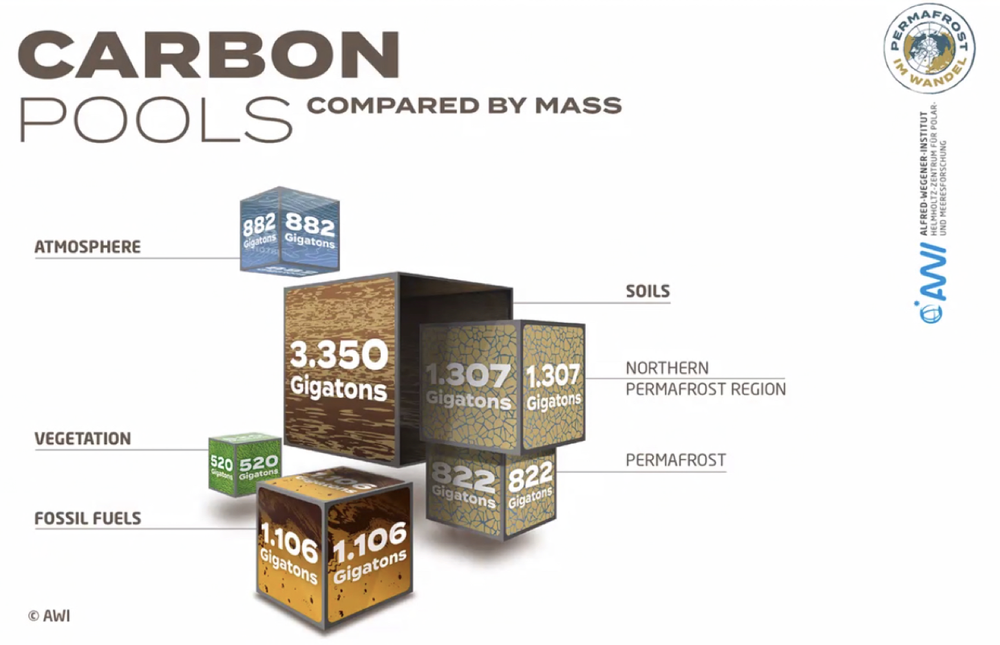 CARBON
POOLS COMPARED BY MASS
PERMAFROST
IM WANDEL
ALFRED-WEGENER-INSTITUT
HELMHOLTZ-ZENTRUM FÜR POLAR-
UND MEERESFORSCHUNG
AWI
ATMOSPHERE
882
Gigatons
882
Gigatons
SOILS
3.350
Gigatons
1.307
Gigatons
1.307
Gigatons
NORTHERN
PERMAFROST REGION
VEGETATION
520
Gigatons
520
Gigatons
PERMAFROST
822
Gigatons
822
Gigatons
FOSSIL FUELS
1.106
Gigatons
1.106
Gigatons
© AWI